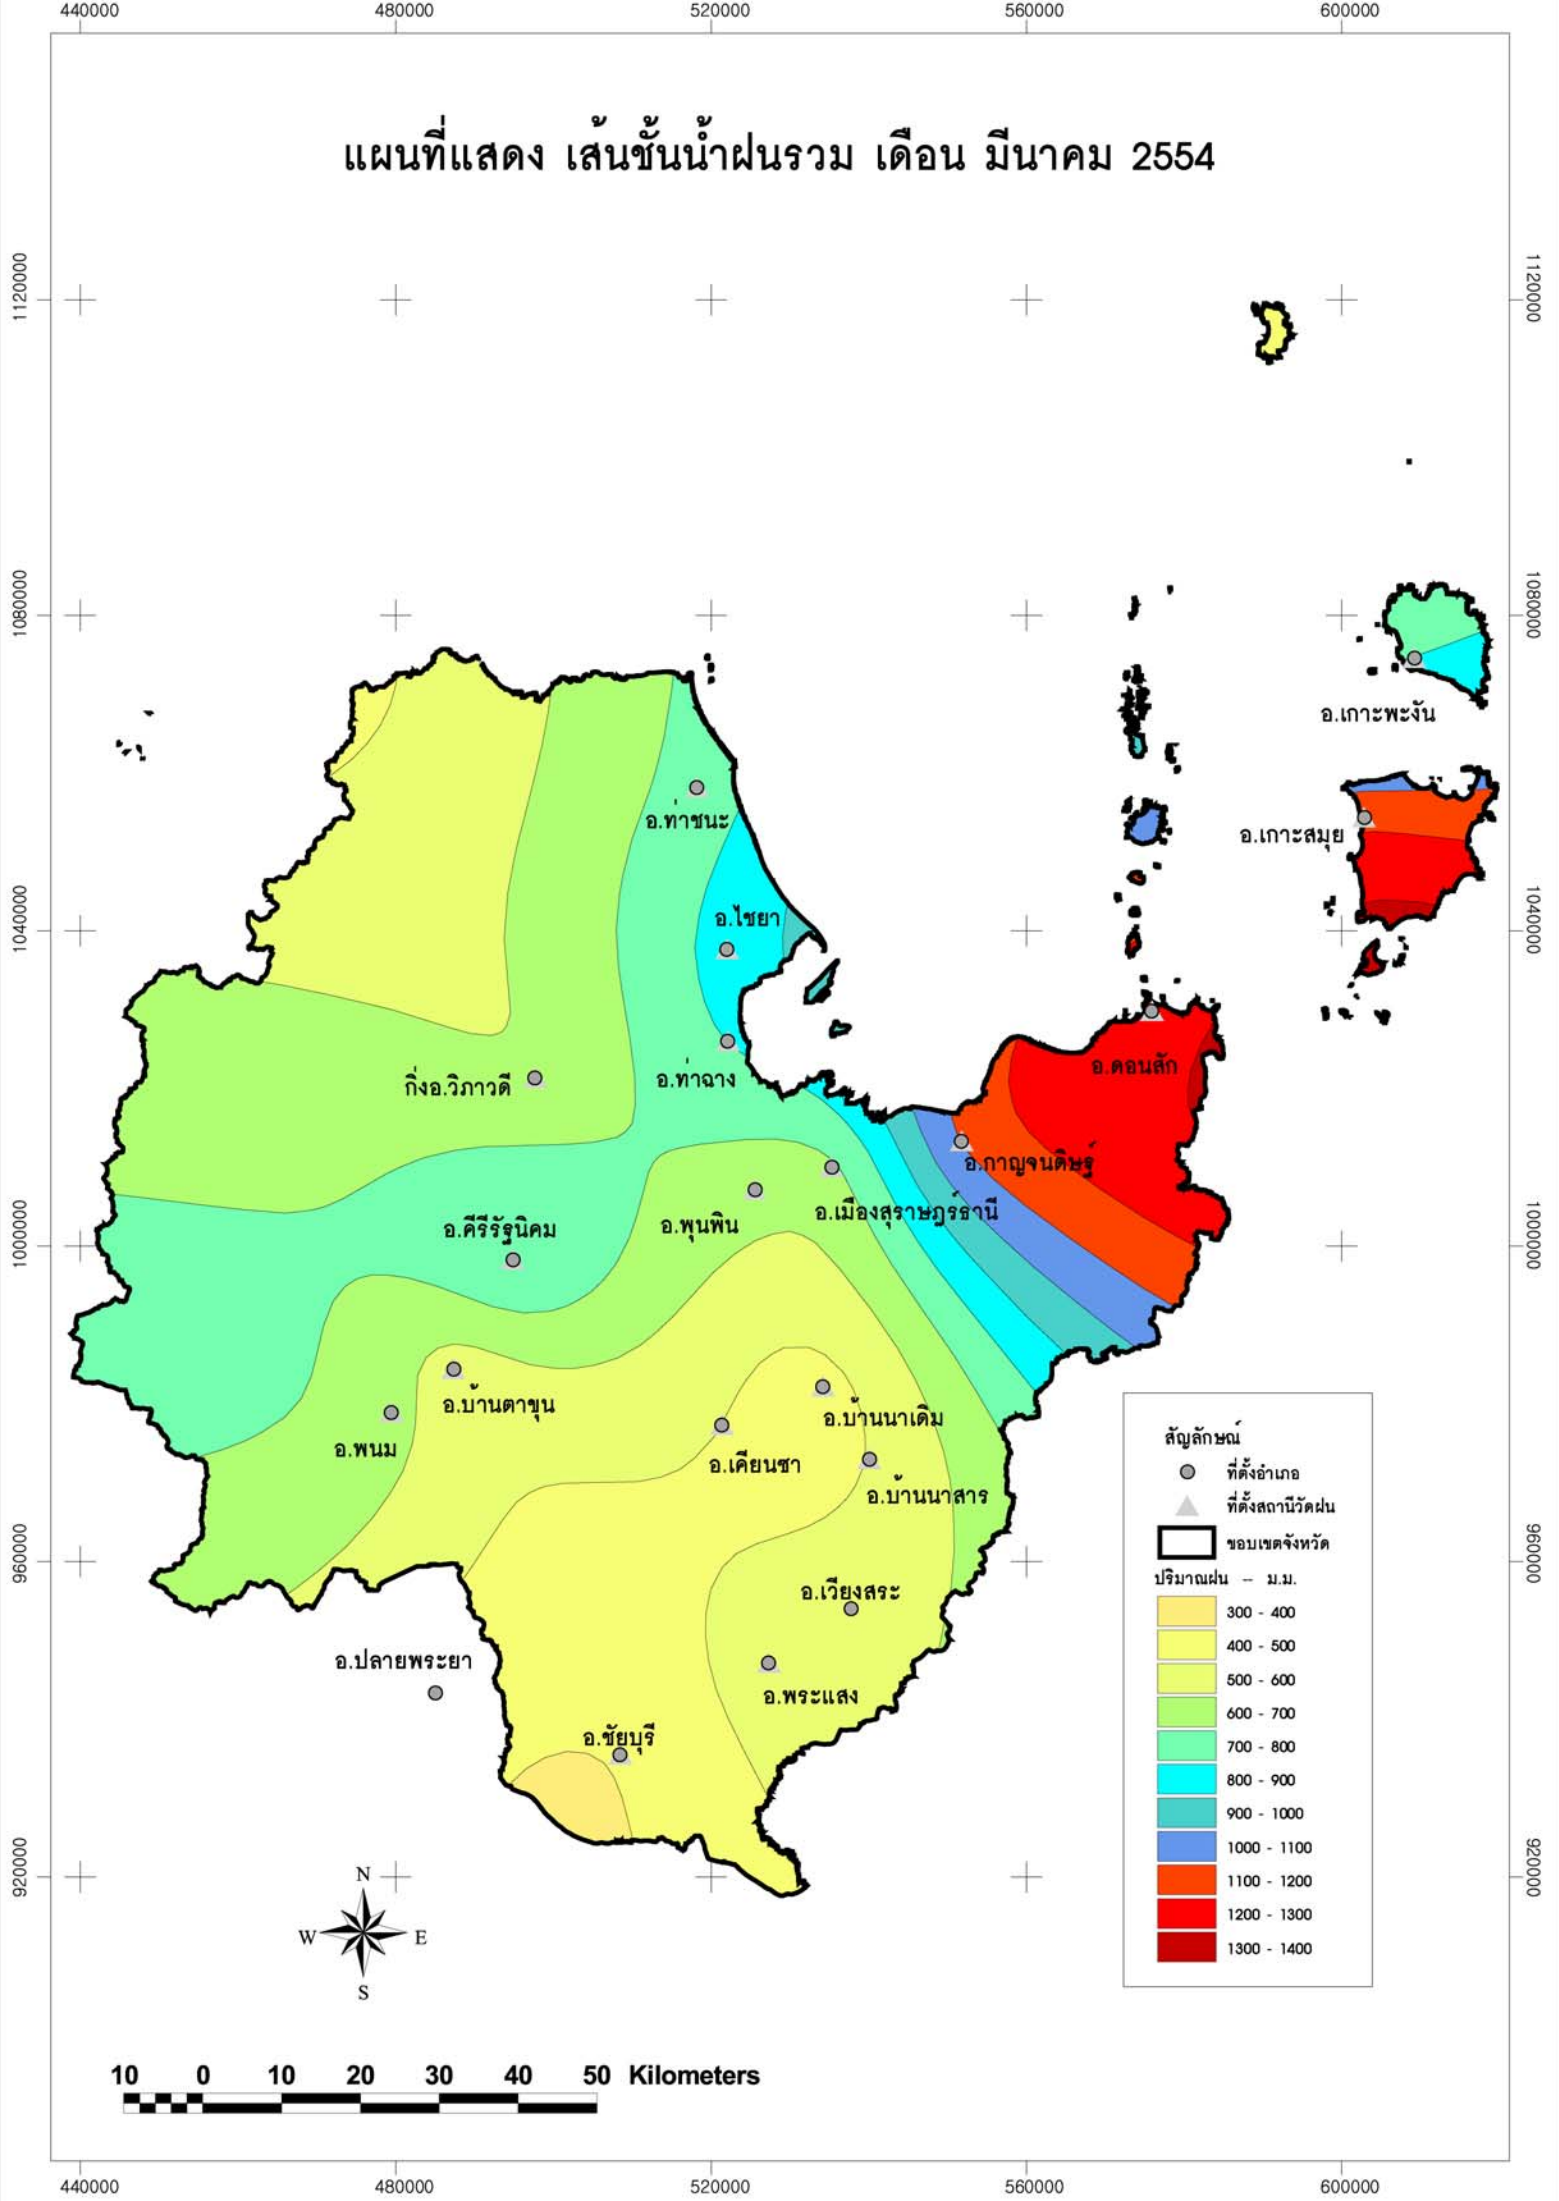 440000 480000 520000 560000 600000
แผนที่แสดง เส้นชั้นน้ำฝนรวม เดือน มีนาคม 2554
1120000 1120000
1080000 1080000
อ.เกาะพะงัน
อ.ท่าชนะ
อ.เกาะสมุย
อ.ไชยา
1040000 1040000
อ.ดอนสัก
กิ่งอ.วิภาวดี
อ.ท่าฉาง
อ.กาญจนดิษฐ์
อ.คีรีรัฐนิคม
อ.พุนพิน
อ.เมืองสุราษฎร์ธานี
1000000 1000000
อ.บ้านตาขุน
อ.บ้านนาเดิม
อ.พนม
อ.เคียนซา
อ.บ้านนาสาร
960000 960000
อ.เวียงสระ
อ.ปลายพระยา
อ.พระแสง
อ.ชัยบุรี
920000 920000
สัญลักษณ์
ที่ตั้งอำเภอ
ที่ตั้งสถานีวัดฝน
ขอบเขตจังหวัด
ปริมาณฝน - ม.ม.
300 - 400
400 - 500
500 - 600
600 - 700
700 - 800
800 - 900
900 - 1000
1000 - 1100
1100 - 1200
1200 - 1300
1300 - 1400
N
W E
S
10 0 10 20 30 40 50 Kilometers
440000 480000 520000 560000 600000